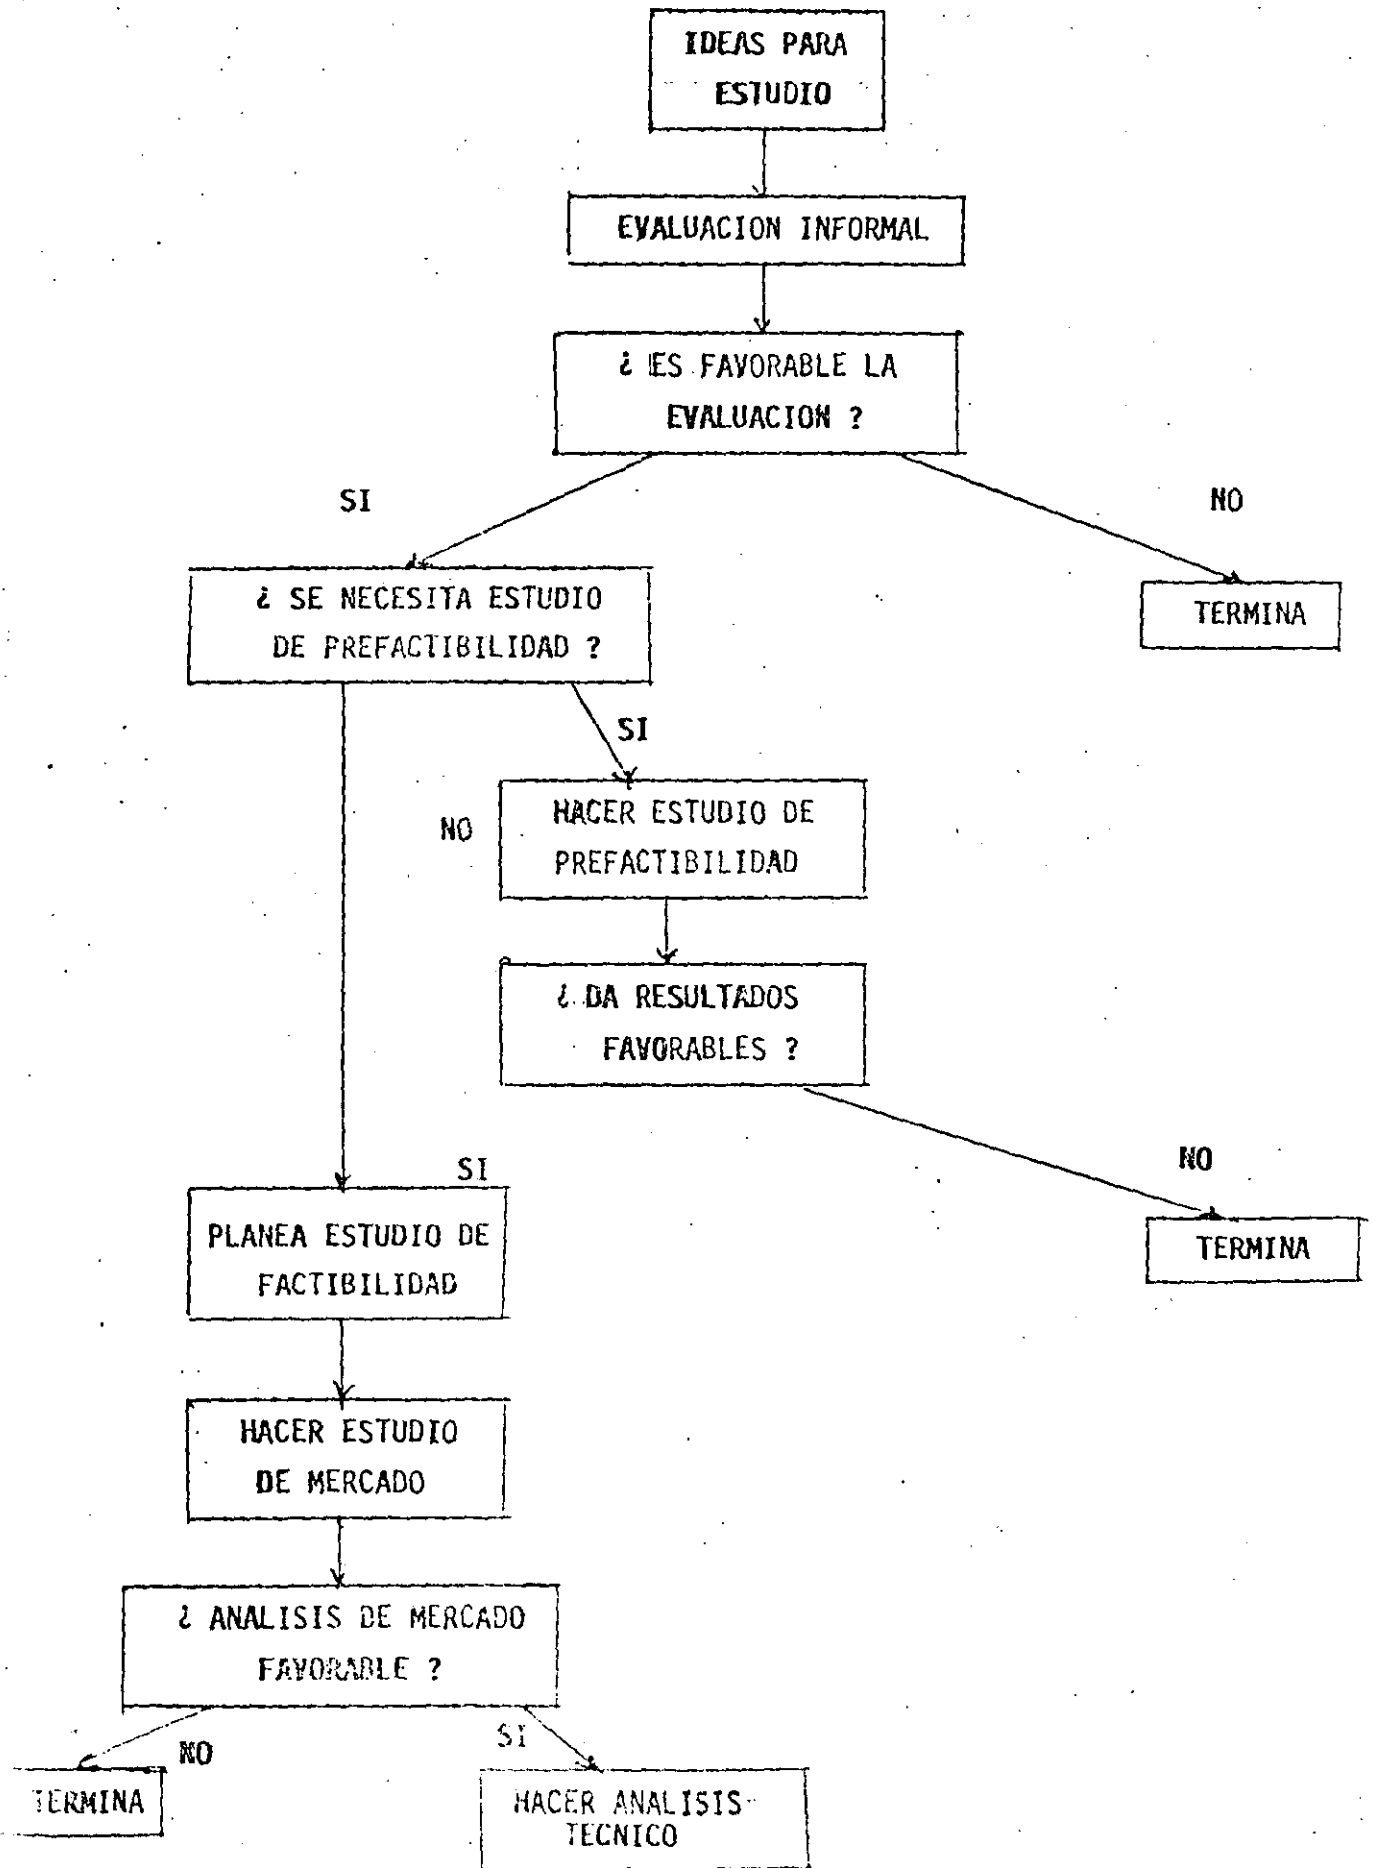 IDEAS PARA
ESTUDIO
EVALUACION INFORMAL
¿ ES FAVORABLE LA
EVALUACION ?
SI
NO
¿ SE NECESITA ESTUDIO
DE PREFACTIBILIDAD ?
TERMINA
SI
NO
HACER ESTUDIO DE
PREFACTIBILIDAD
¿ DA RESULTADOS
FAVORABLES ?
SI
NO
PLANEA ESTUDIO DE
FACTIBILIDAD
TERMINA
HACER ESTUDIO
DE MERCADO
¿ ANALISIS DE MERCADO
FAVORABLE ?
NO
SI
TERMINA
HACER ANALISIS
TECNICO